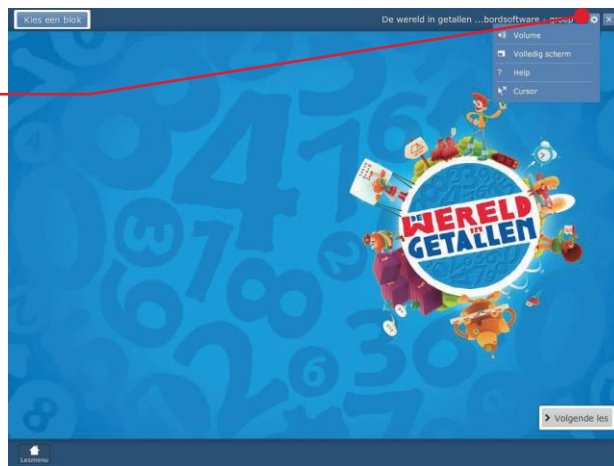 Kies een blok
De wereld in getallen ...bordsoftware - groep
Volume
Volledig scherm
? Help
Cursor
DE
WERELD
IN
GETALLEN
Volgende les
Lesmenu